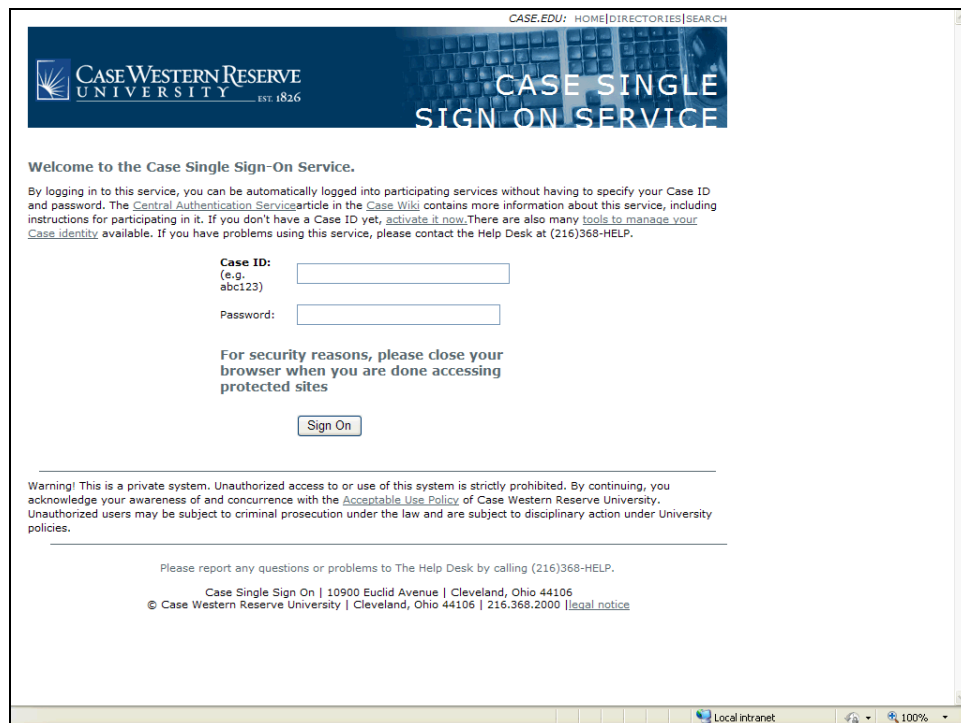 CASE.EDU: HOME|DIRECTORIES|SEARCH
CASE WESTERN RESERVE
UNIVERSITY EST. 1826
CASE SINGLE
SIGN ON SERVICE
Welcome to the Case Single Sign-On Service.
By logging in to this service, you can be automatically logged into participating services without having to specify your Case ID
and password. The Central Authentication Servicearticle in the Case Wiki contains more information about this service, including
instructions for participating in it. If you don't have a Case ID yet, activate it now.There are also many tools to manage your
Case identity available. If you have problems using this service, please contact the Help Desk at (216)368-HELP.
Case ID:
(e.g.
abc123)
Password:
For security reasons, please close your
browser when you are done accessing
protected sites
Sign On
Warning! This is a private system. Unauthorized access to or use of this system is strictly prohibited. By continuing, you
acknowledge your awareness of and concurrence with the Acceptable Use Policy of Case Western Reserve University.
Unauthorized users may be subject to criminal prosecution under the law and are subject to disciplinary action under University
policies.
Please report any questions or problems to The Help Desk by calling (216)368-HELP.
Case Single Sign On | 10900 Euclid Avenue | Cleveland, Ohio 44106
© Case Western Reserve University | Cleveland, Ohio 44106 | 216.368.2000 |legal notice
Local intranet 100%